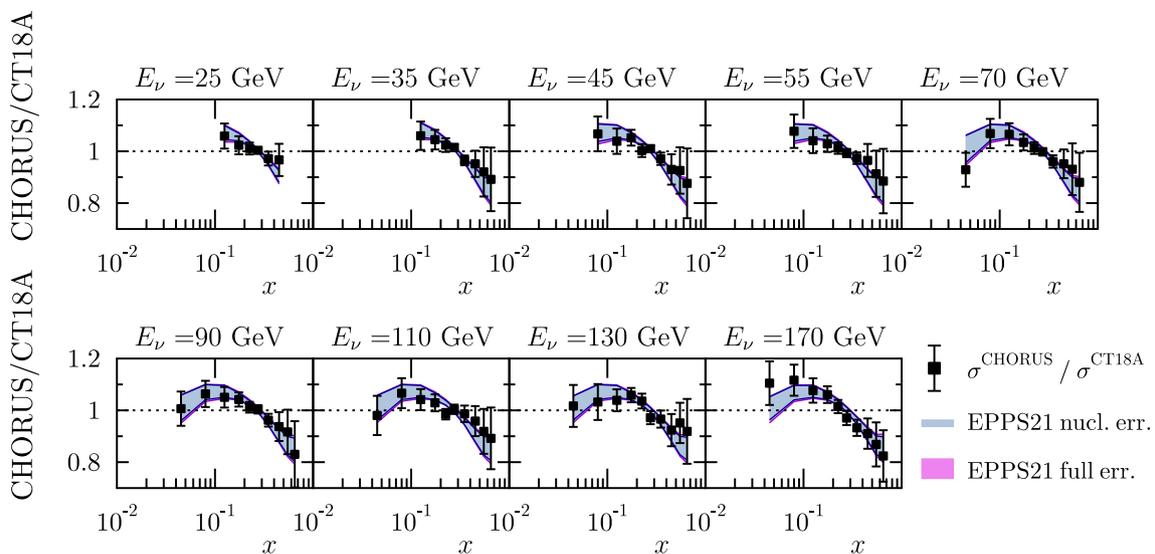 CHORUS/CT18A
E_ν =25 GeV
E_ν =35 GeV
E_ν =45 GeV
E_ν =55 GeV
E_ν =70 GeV
1.2
1
0.8
10^-2
10^-1
10^-2
10^-1
10^-2
10^-1
10^-2
10^-1
10^-2
10^-1
x
x
x
x
x
CHORUS/CT18A
E_ν =90 GeV
E_ν =110 GeV
E_ν =130 GeV
E_ν =170 GeV
1.2
1
0.8
10^-2
10^-1
10^-2
10^-1
10^-2
10^-1
10^-2
10^-1
x
x
x
x
σ^CHORUS / σ^CT18A
EPPS21 nucl. err.
EPPS21 full err.